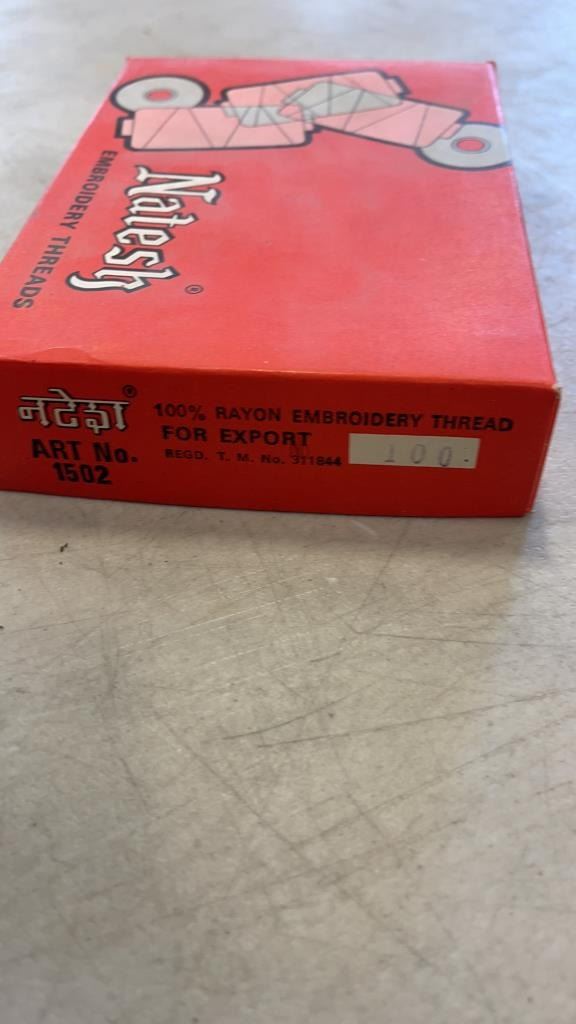 Natesh®
EMBROIDERY THREADS
नटेश®
ART No.
1502
100% RAYON EMBROIDERY THREAD
FOR EXPORT
REGD. T. M. No. 311844
100